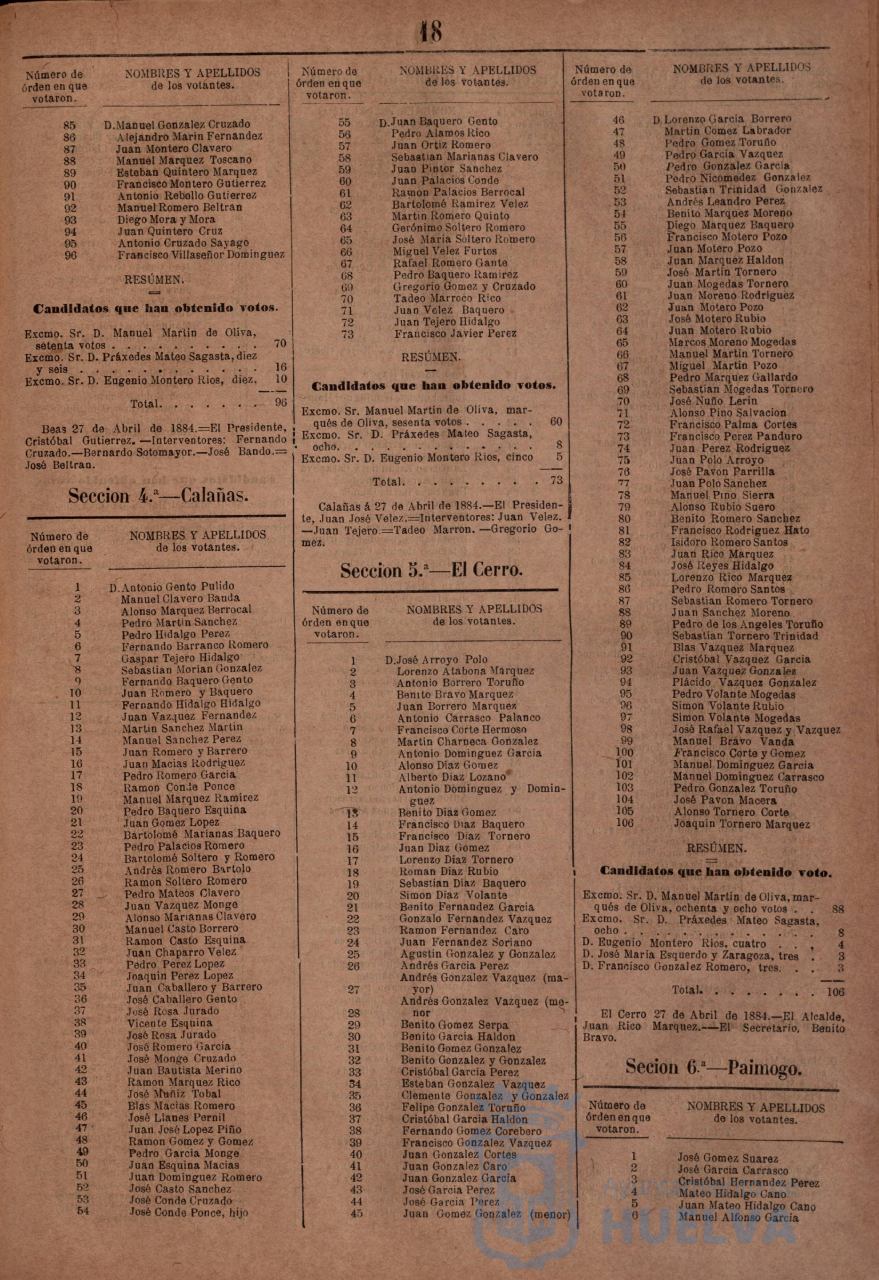 18
Número de
órden en que
votaron.
NOMBRES Y APELLIDOS
de los votantes.
85 D. Manuel Gonzalez Cruzado
86 Alejandro Marin Fernandez
87 Juan Montero Clavero
88 Manuel Marquez Toscano
89 Esteban Quintero Marquez
90 Francisco Montero Gutierrez
91 Antonio Rebollo Gutierrez
92 Manuel Romero Beltran
93 Diego Mora y Mora
94 Juan Quintero Cruz
95 Antonio Cruzado Sayago
96 Francisco Villaseñor Dominguez
RESÚMEN.
Candidatos que han obtenido votos.
Excmo. Sr. D. Manuel Martin de Oliva,
setenta votos . . . . . . . . . . 70
Excmo. Sr. D. Práxedes Mateo Sagasta, diez
y seis . . . . . . . . . . . . 16
Excmo. Sr. D. Eugenio Montero Rios, diez. 10
Total. . . . . . . 96
Beas 27 de Abril de 1884.=El Presidente,
Cristóbal Gutierrez.—Interventores: Fernando
Cruzado.—Bernardo Sotomayor.—José Bando.=
José Beltran.
Seccion 4.ª—Calañas.
Número de
órden en que
votaron.
NOMBRES Y APELLIDOS
de los votantes.
1 D. Antonio Gento Pulido
2 Manuel Clavero Banda
3 Alonso Marquez Berrocal
4 Pedro Martin Sanchez
5 Pedro Hidalgo Perez
6 Fernando Barranco Romero
7 Gaspar Tejero Hidalgo
8 Sebastian Morian Gonzalez
9 Fernando Baquero Gento
10 Juan Romero y Baquero
11 Fernando Hidalgo Hidalgo
12 Juan Vazquez Fernandez
13 Martin Sanchez Martin
14 Manuel Sanchez Perez
15 Juan Romero y Barrero
16 Juan Macias Rodriguez
17 Pedro Romero Garcia
18 Ramon Conde Ponce
19 Manuel Marquez Ramirez
20 Pedro Baquero Esquina
21 Juan Gomez Lopez
22 Bartolomé Marianas Baquero
23 Pedro Palacios Romero
24 Bartolomé Soltero y Romero
25 Andrés Romero Bartolo
26 Ramon Soltero Romero
27 Pedro Mateos Clavero
28 Juan Vazquez Monge
29 Alonso Marianas Clavero
30 Manuel Casto Borrero
31 Ramon Casto Esquina
32 Juan Chaparro Velez
33 Pedro Perez Lopez
34 Joaquin Perez Lopez
35 Juan Caballero y Barrero
36 José Caballero Gento
37 José Rosa Jurado
38 Vicente Esquina
39 José Rosa Jurado
40 José Romero Garcia
41 José Monge Cruzado
42 Juan Bautista Merino
43 Ramon Marquez Rico
44 José Muñiz Tobal
45 Blas Macias Romero
46 José Llanes Pernil
47 Juan José Lopez Piño
48 Ramon Gomez y Gomez
49 Pedro Garcia Monge
50 Juan Esquina Macias
51 Juan Dominguez Romero
52 José Casto Sanchez
53 José Conde Cruzado
54 José Conde Ponce, hijo
Número de
órden en que
votaron.
NOMBRES Y APELLIDOS
de los votantes.
55 D. Juan Baquero Gento
56 Pedro Alamos Rico
57 Juan Ortiz Romero
58 Sebastian Marianas Clavero
59 Juan Pintor Sanchez
60 Juan Palacios Conde
61 Ramon Palacios Berrocal
62 Bartolomé Ramirez Velez
63 Martin Romero Quinto
64 Gerónimo Soltero Romero
65 José Maria Soltero Romero
66 Miguel Velez Furtos
67 Rafael Romero Gante
68 Pedro Baquero Ramirez
69 Gregorio Gomez y Cruzado
70 Tadeo Marroco Rico
71 Juan Velez Baquero
72 Juan Tejero Hidalgo
73 Francisco Javier Perez
RESÚMEN.
Candidatos que han obtenido votos.
Excmo. Sr. Manuel Martin de Oliva, mar-
qués de Oliva, sesenta votos . . . . . 60
Excmo. Sr. D. Práxedes Mateo Sagasta,
ocho. . . . . . . . . . . . . 8
Excmo. Sr. D. Eugenio Montero Rios, cinco 5
Total. . . . . . . . 73
Calañas á 27 de Abril de 1884.—El Presiden-
te, Juan José Velez.=Interventores: Juan Velez.
—Juan Tejero.=Tadeo Marron.—Gregorio Go-
mez.
Seccion 5.ª—El Cerro.
Número de
órden en que
votaron.
NOMBRES Y APELLIDOS
de los votantes.
1 D. José Arroyo Polo
2 Lorenzo Atabona Marquez
3 Antonio Borrero Toruño
4 Benito Bravo Marquez
5 Juan Borrero Marquez
6 Antonio Carrasco Palanco
7 Francisco Corte Hermoso
8 Martin Charneca Gonzalez
9 Antonio Dominguez Garcia
10 Alonso Diaz Gomez
11 Alberto Diaz Lozano
12 Antonio Dominguez y Domin-
guez
13 Benito Diaz Gomez
14 Francisco Diaz Baquero
15 Francisco Diaz Tornero
16 Juan Diaz Gomez
17 Lorenzo Diaz Tornero
18 Roman Diaz Rubio
19 Sebastian Diaz Baquero
20 Simon Diaz Volante
21 Benito Fernandez Garcia
22 Gonzalo Fernandez Vazquez
23 Ramon Fernandez Caro
24 Juan Fernandez Soriano
25 Agustin Gonzalez y Gonzalez
26 Andrés Garcia Perez
Andrés Gonzalez Vazquez (ma-
27 yor)
Andrés Gonzalez Vazquez (me-
28 nor
29 Benito Gomez Serpa
30 Benito Garcia Haldon
31 Benito Gomez Gonzalez
32 Benito Gonzalez y Gonzalez
33 Cristóbal Garcia Perez
34 Esteban Gonzalez Vazquez
35 Clemente Gonzalez y Gonzalez
36 Felipe Gonzalez Toruño
37 Cristóbal Garcia Haldon
38 Fernando Gomez Corebero
39 Francisco Gonzalez Vazquez
40 Juan Gonzalez Cortes
41 Juan Gonzalez Caro
42 Juan Gonzalez Garcia
43 José Garcia Perez
44 José Garcia Perez
45 Juan Gomez Gonzalez (menor)
Número de
órden en que
votaron.
NOMBRES Y APELLIDOS
de los votantes.
46 D. Lorenzo Garcia Borrero
47 Martin Gomez Labrador
48 Pedro Gomez Toruño
49 Pedro Garcia Vazquez
50 Pedro Gonzalez Garcia
51 Pedro Nicomedez Gonzalez
52 Sebastian Trinidad Gonzalez
53 Andrés Leandro Perez
54 Benito Marquez Moreno
55 Diego Marquez Baquero
56 Francisco Motero Pozo
57 Juan Motero Pozo
58 Juan Marquez Haldon
59 José Martin Tornero
60 Juan Mogedas Tornero
61 Juan Moreno Rodriguez
62 Juan Motero Pozo
63 José Motero Rubio
64 Juan Motero Rubio
65 Marcos Moreno Mogedas
66 Manuel Martin Tornero
67 Miguel Martin Pozo
68 Pedro Marquez Gallardo
69 Sebastian Mogedas Tornero
70 José Nuño Lerin
71 Alonso Pino Salvacion
72 Francisco Palma Cortes
73 Francisco Perez Panduro
74 Juan Perez Rodriguez
75 Juan Polo Arroyo
76 José Pavon Parrilla
77 Juan Polo Sanchez
78 Manuel Pino Sierra
79 Alonso Rubio Suero
80 Benito Romero Sanchez
81 Francisco Rodriguez Hato
82 Isidoro Romero Santos
83 Juan Rico Marquez
84 José Reyes Hidalgo
85 Lorenzo Rico Marquez
86 Pedro Romero Santos
87 Sebastian Romero Tornero
88 Juan Sanchez Moreno
89 Pedro de los Angeles Toruño
90 Sebastian Tornero Trinidad
91 Blas Vazquez Marquez
92 Cristóbal Vazquez Garcia
93 Juan Vazquez Gonzalez
94 Plácido Vazquez Gonzalez
95 Pedro Volante Mogedas
96 Simon Volante Rubio
97 Simon Volante Mogedas
98 José Rafael Vazquez y Vazquez
99 Manuel Bravo Vanda
100 Francisco Corte y Gomez
101 Manuel Dominguez Garcia
102 Manuel Dominguez Carrasco
103 Pedro Gonzalez Toruño
104 José Pavon Macera
105 Alonso Tornero Corte
106 Joaquin Tornero Marquez
RESÚMEN.
Candidatos que han obtenido voto.
Excmo. Sr. D. Manuel Martin de Oliva, mar-
qués de Oliva, ochenta y ocho votos . . 88
Excmo. Sr. D. Práxedes Mateo Sagasta,
ocho . . . . . . . . . . . . . 8
D. Eugenio Montero Rios, cuatro . . . 4
D. José Maria Esquerdo y Zaragoza, tres . 3
D. Francisco Gonzalez Romero, tres. . . 3
Total. . . . . . . . 106
El Cerro 27 de Abril de 1884.—El Alcalde,
Juan Rico Marquez.—El Secretario, Benito
Bravo.
Secion 6.ª—Paimogo.
Número de
órden en que
votaron.
NOMBRES Y APELLIDOS
de los votantes.
1 José Gomez Suarez
2 José Garcia Carrasco
3 Cristóbal Hernandez Perez
4 Mateo Hidalgo Cano
5 Juan Mateo Hidalgo Cano
6 Manuel Alfonso Garcia
HUELVA